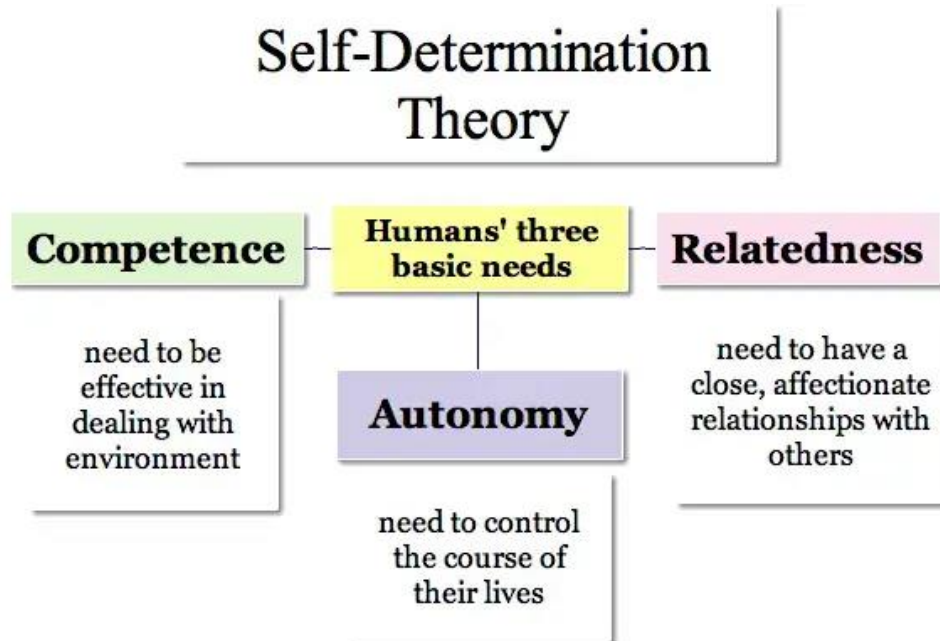 Self-Determination
Theory
Competence
Humans' three
basic needs
Relatedness
need to be
effective in
dealing with
environment
Autonomy
need to control
the course of
their lives
need to have a
close, affectionate
relationships with
others